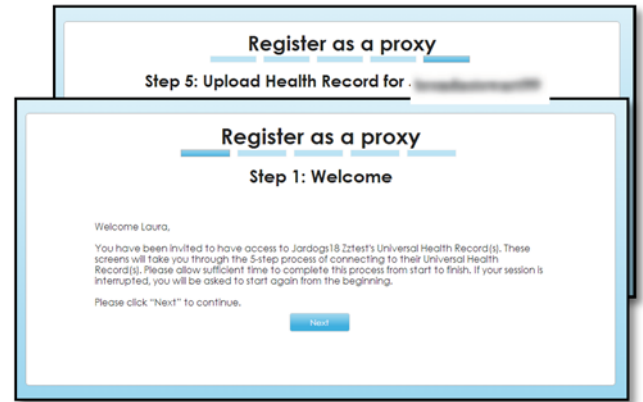 Register as a proxy
Step 5: Upload Health Record for
Register as a proxy
Step 1: Welcome
Welcome Laura,
You have been invited to have access to Jardogs18 Zztest's Universal Health Record(s). These
screens will take you through the 5-step process of connecting to their Universal Health
Record(s). Please allow sufficient time to complete this process from start to finish. If your session is
interrupted, you will be asked to start again from the beginning.
Please click "Next" to continue.
Next